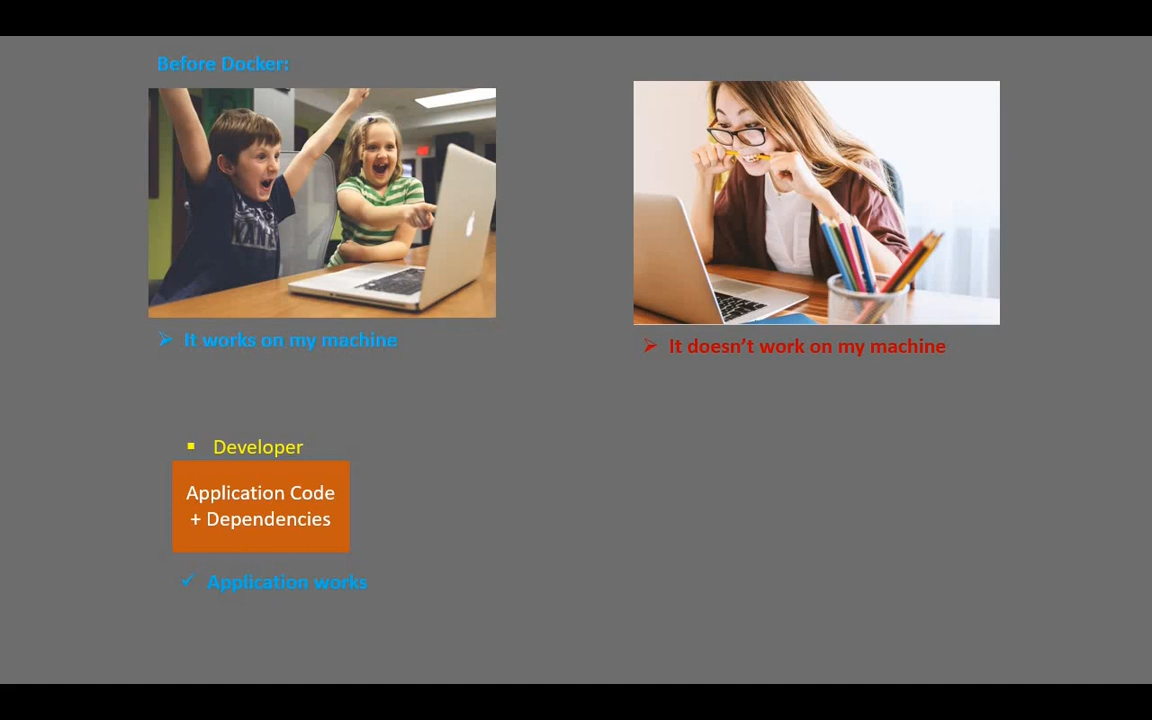 Before Docker:
➢ It works on my machine
➢ It doesn’t work on my machine
▪ Developer
Application Code
+ Dependencies
✓ Application works